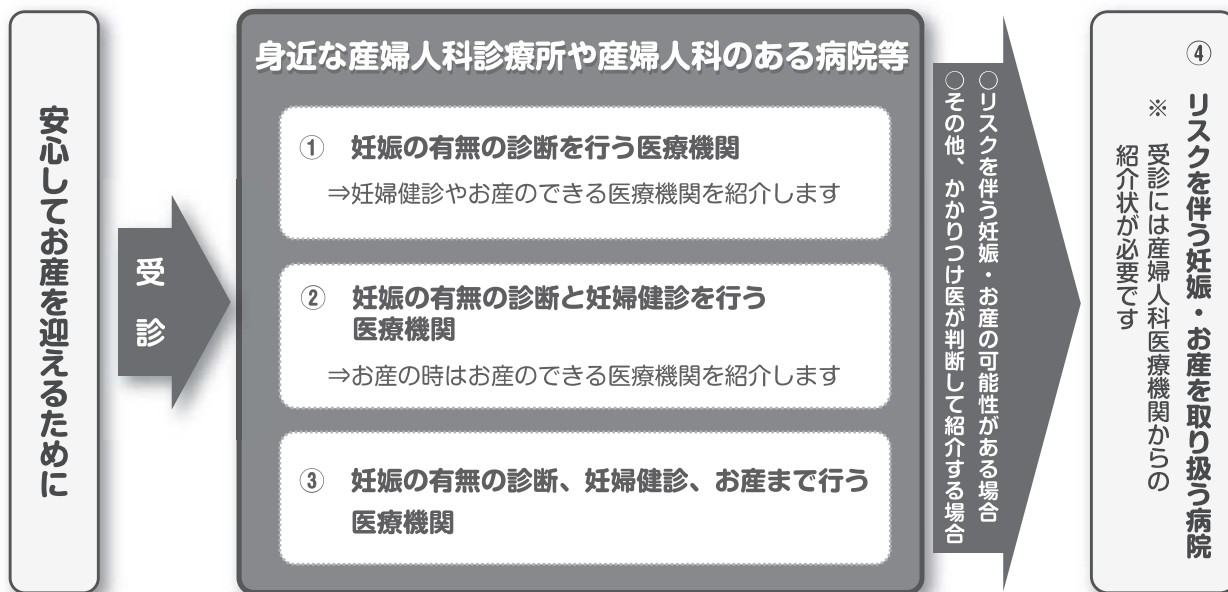 安心してお産を迎えるために
受診
身近な産婦人科診療所や産婦人科のある病院等
① 妊娠の有無の診断を行う医療機関
⇒妊婦健診やお産のできる医療機関を紹介します
② 妊娠の有無の診断と妊婦健診を行う
医療機関
⇒お産の時はお産のできる医療機関を紹介します
③ 妊娠の有無の診断、妊婦健診、お産まで行う
医療機関
○リスクを伴う妊娠・お産の可能性がある場合
○その他、かかりつけ医が判断して紹介する場合
④ リスクを伴う妊娠・お産を取り扱う病院
※ 受診には産婦人科医療機関からの
紹介状が必要です